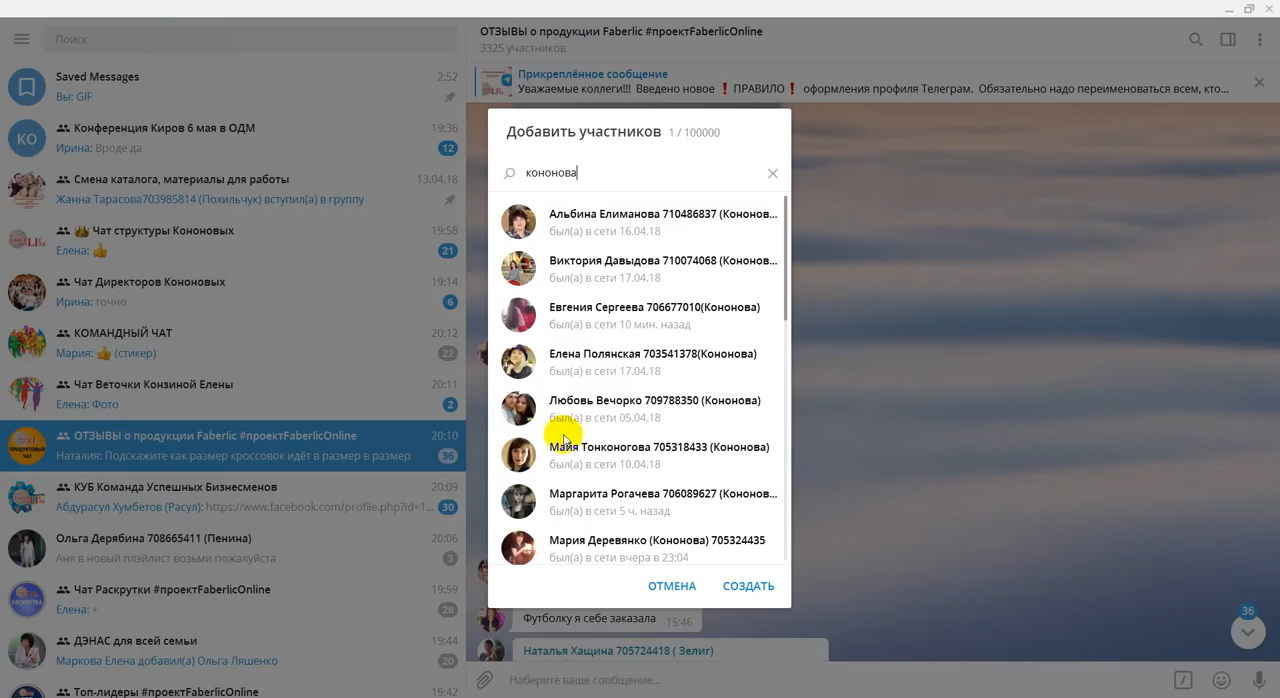 Поиск
Saved Messages
2:52
Вы: GIF
КО
Конференция Киров 6 мая в ОДМ
19:36
Ирина: Вроде да
12
Смена каталога, материалы для работы
13.04.18
Жанна Тарасова703985814 (Похильчук) вступил(а) в группу
Чат структуры Кононовых
19:58
Елена: 👍
21
Чат Директоров Кононовых
19:14
Ирина: точно
6
КОМАНДНЫЙ ЧАТ
20:12
Мария: 👍 (стикер)
22
Чат Веточки Конзиной Елены
20:11
Елена: Фото
2
ОТЗЫВЫ о продукции Faberlic #проектFaberlicOnline
20:10
Наталия: Подскажите как размер кроссовок идёт в размер в размер
36
КУБ Команда Успешных Бизнесменов
20:09
Абдурасул Хумбетов (Расул): https://www.facebook.com/profile.php?id=1...
30
Ольга Дерябина 708665411 (Пенина)
20:06
Аня в новый плэйлист возьми пожалуйста
3
Чат Раскрутки #проектFaberlicOnline
19:59
Елена: +
28
ДЭНАС для всей семьи
19:44
Маркова Елена добавил(а) Ольга Ляшенко
20
Топ-лидеры #проектFaberlicOnline
19:42
ОТЗЫВЫ о продукции Faberlic #проектFaberlicOnline
3325 участников
Прикреплённое сообщение
Уважаемые коллеги!!! Введено новое ❗ ПРАВИЛО❗ оформления профиля Телеграм. Обязательно надо переименоваться всем, кто...
Добавить участников 1 / 100000
кононова
Альбина Елиманова 710486837 (Кононов...
был(а) в сети 16.04.18
Виктория Давыдова 710074068 (Кононов...
был(а) в сети 17.04.18
Евгения Сергеева 706677010(Кононова)
был(а) в сети 10 мин. назад
Елена Полянская 703541378(Кононова)
был(а) в сети 17.04.18
Любовь Вечорко 709788350 (Кононова)
был(а) в сети 05.04.18
Майя Тонконогова 705318433 (Кононова)
был(а) в сети 10.04.18
Маргарита Рогачева 706089627 (Кононов...
был(а) в сети 5 ч. назад
Мария Деревянко (Кононова) 705324435
был(а) в сети вчера в 23:04
ОТМЕНА
СОЗДАТЬ
Футболку я себе заказала
15:46
Наталья Хащина 705724418 ( Зелиг)
36
Напишите ваше сообщение...